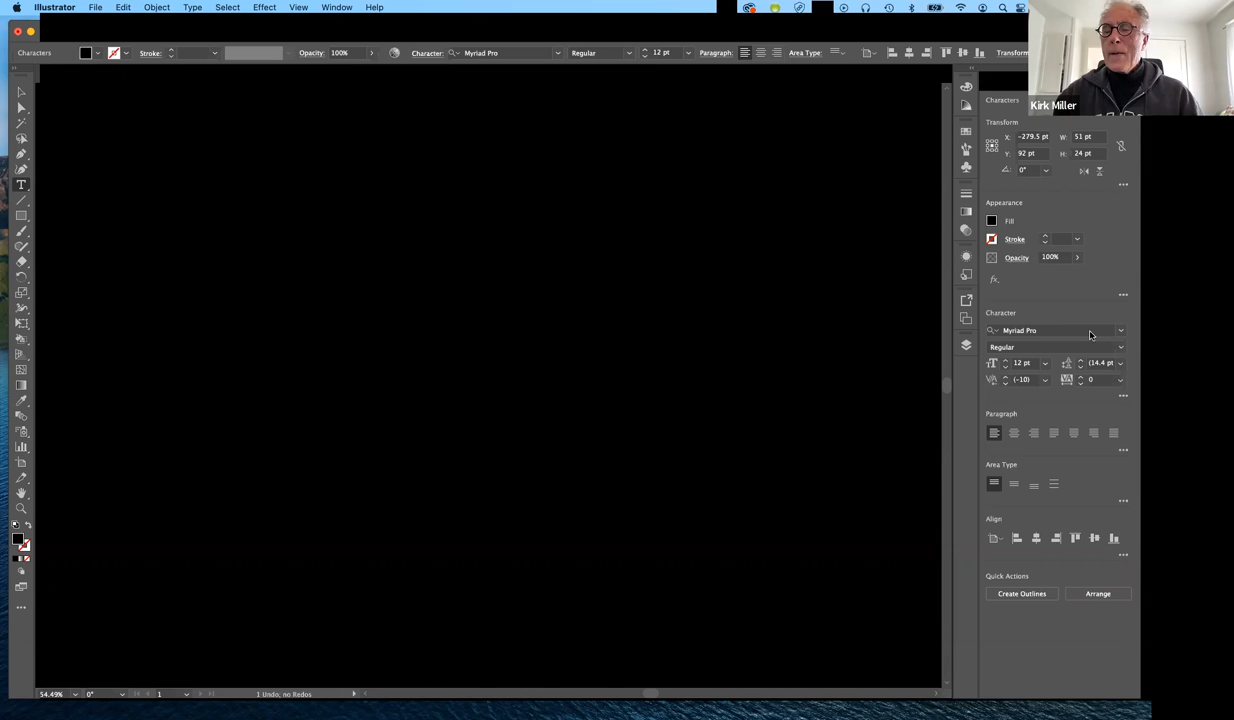 Illustrator File Edit Object Type Select Effect View Window Help
Characters Stroke: Opacity: 100% Character: Myriad Pro Regular 12 pt Paragraph: Area Type: Transform
Kirk Miller
Characters
Transform
X: -279.5 pt W: 51 pt
Y: 92 pt H: 24 pt
0°
Appearance
Fill
Stroke
Opacity 100%
fx.
Character
Myriad Pro
Regular
12 pt (14.4 pt
(-10) 0
Paragraph
Area Type
Align
Quick Actions
Create Outlines Arrange
54.49% 0° 1 1 Undo, no Redos